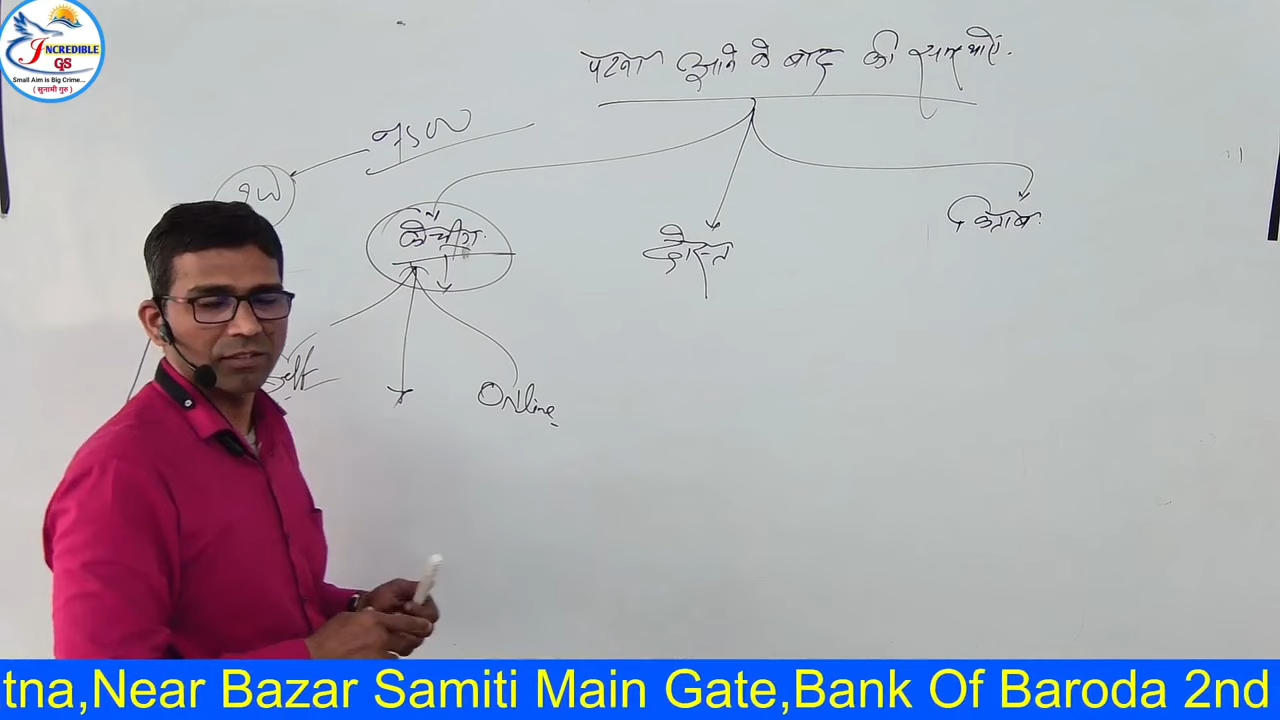 INCREDIBLE
GS
Small Aim is Big Crime...
( सुनामी गुरु )
पटना आने के बाद की समस्याएँ.
कोचींग
दोस्त
किताब
Self
Online
tna,Near Bazar Samiti Main Gate,Bank Of Baroda 2nd